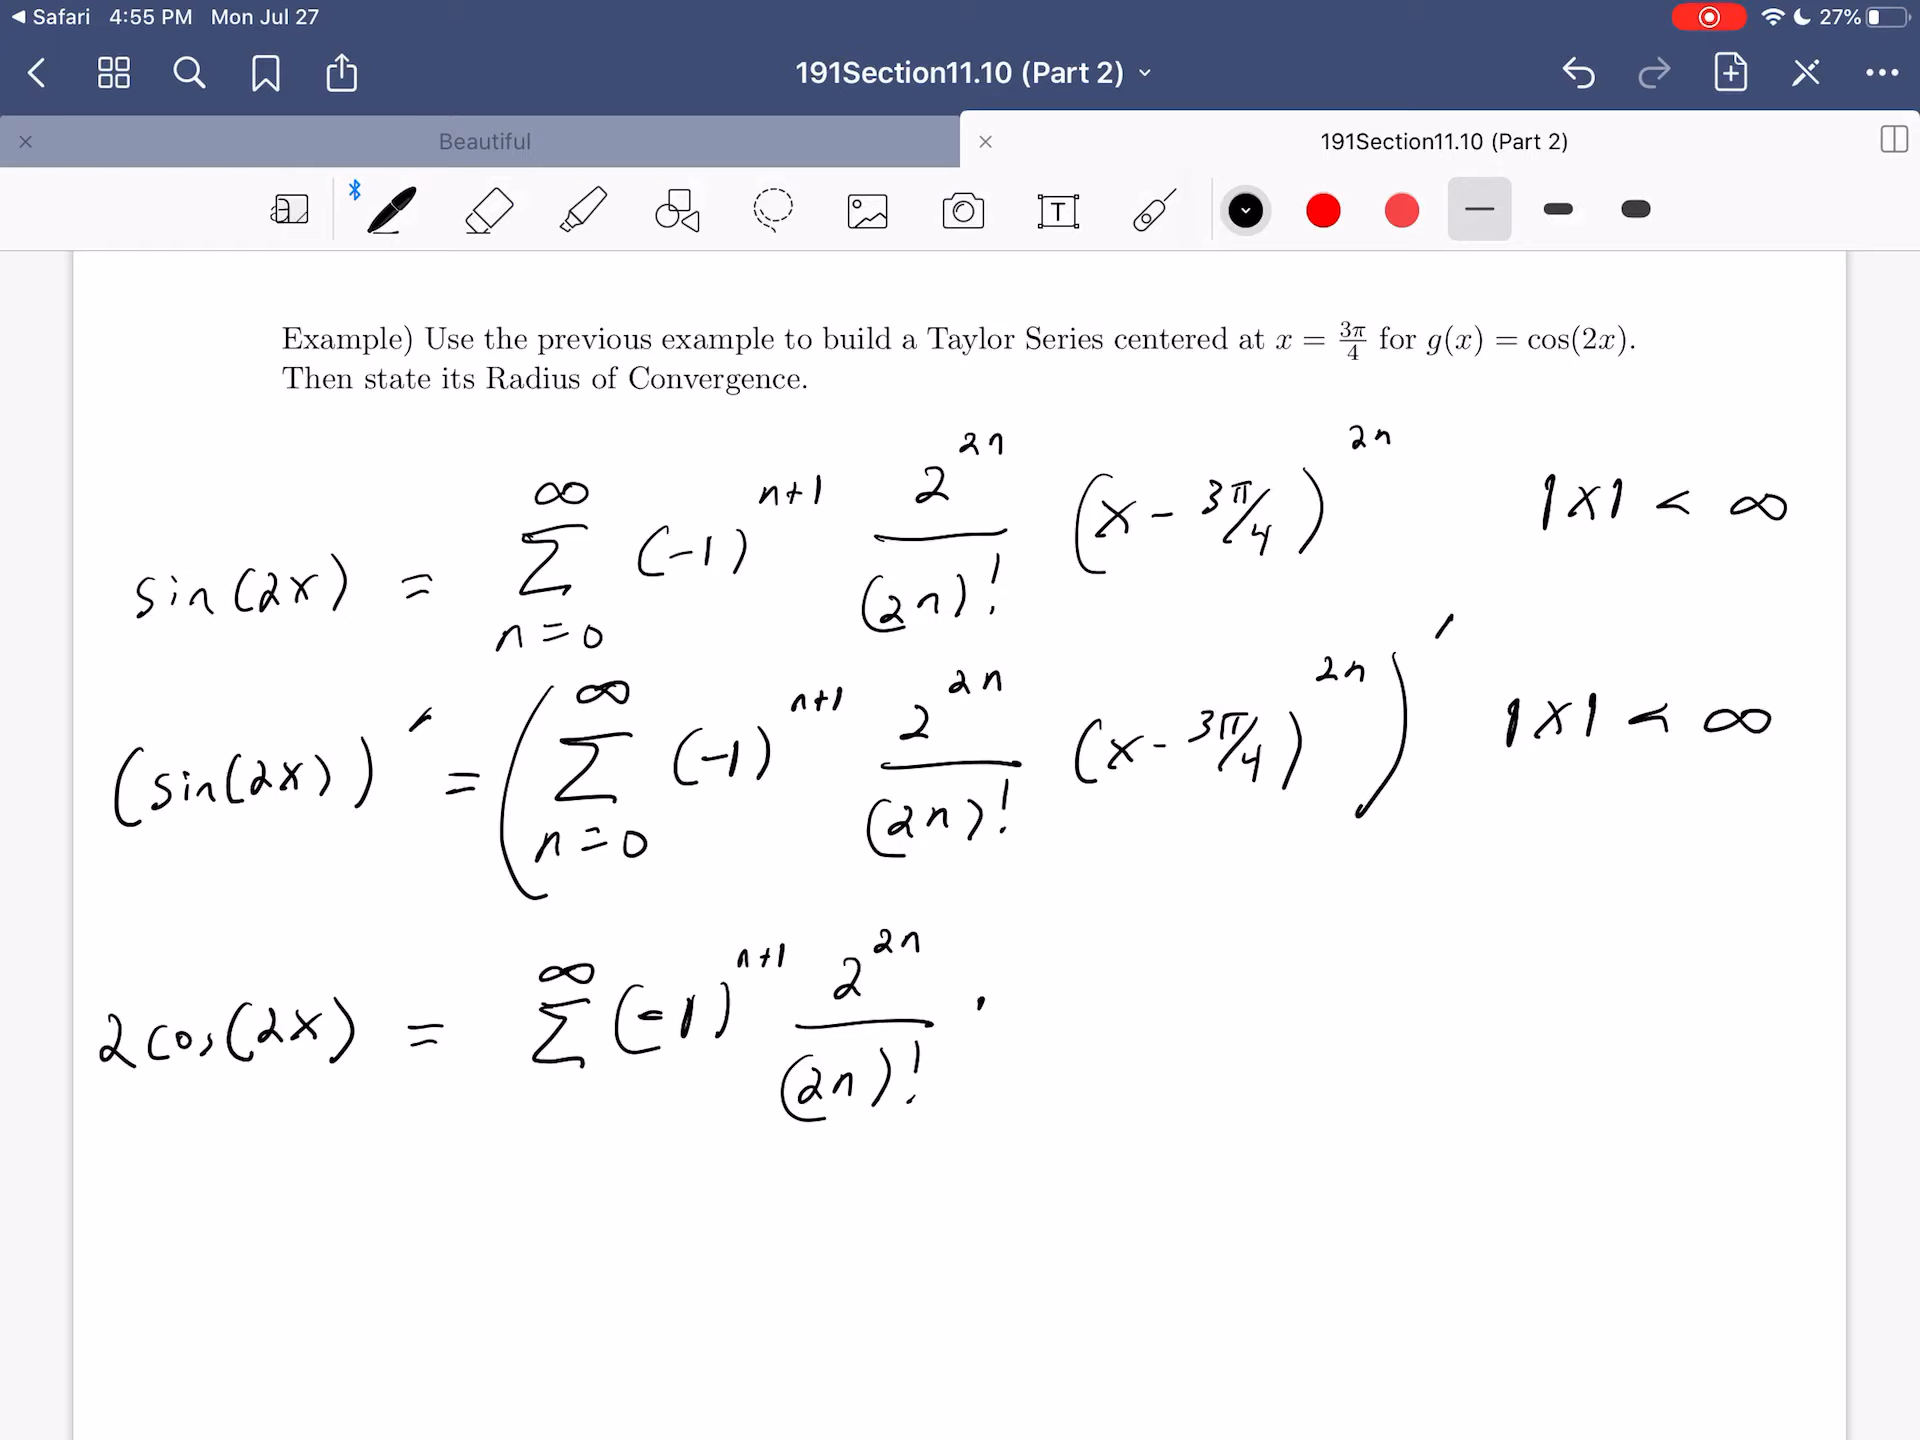 Safari 4:55 PM Mon Jul 27 27%
191Section11.10 (Part 2)
Beautiful 191Section11.10 (Part 2)
a T
Example) Use the previous example to build a Taylor Series centered at x = 3π/4 for g(x) = cos(2x).
Then state its Radius of Convergence.
sin(2x) = ∞ Σ n=0 (-1)^n+1 2^2n / (2n)! (x - 3π/4)^2n |x| < ∞
(sin(2x))' = (∞ Σ n=0 (-1)^n+1 2^2n / (2n)! (x - 3π/4)^2n)' |x| < ∞
2cos(2x) = ∞ Σ (-1)^n+1 2^2n / (2n)! ·